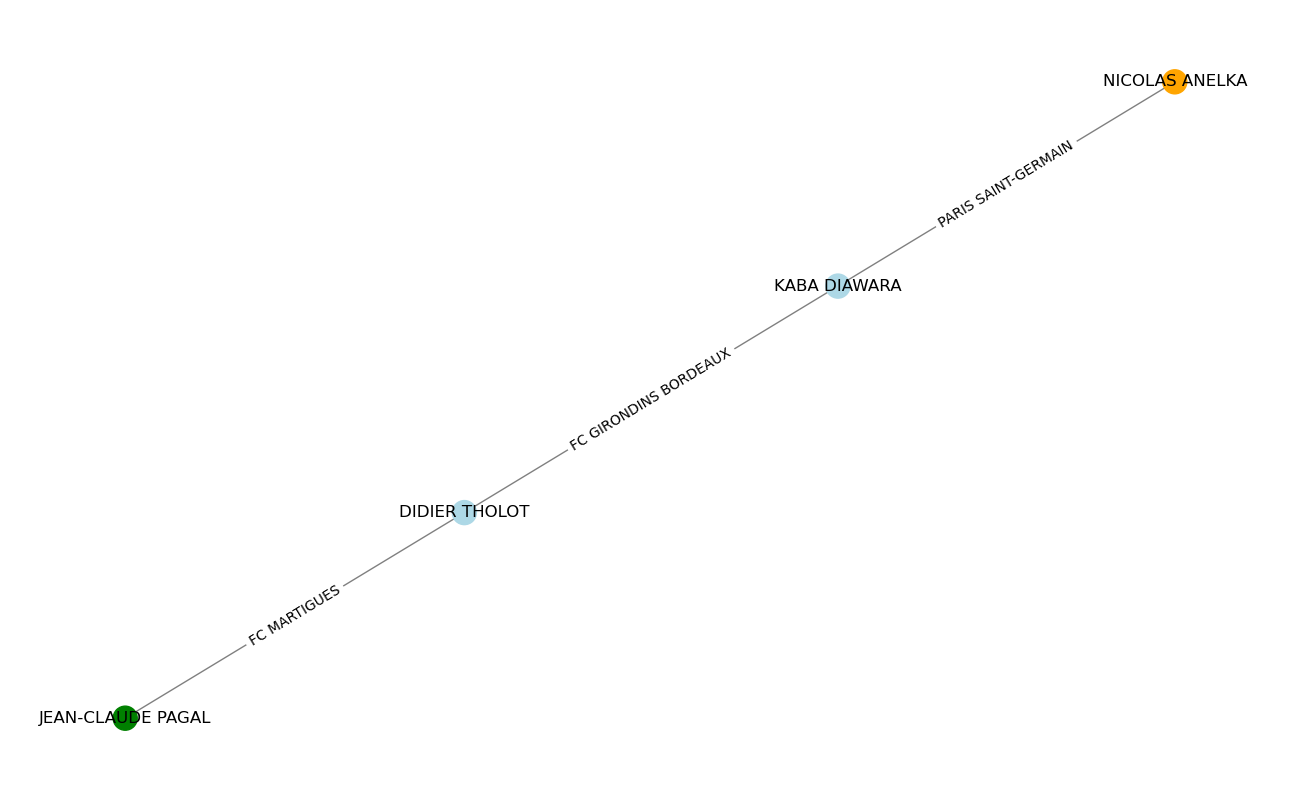 NICOLAS ANELKA
PARIS SAINT-GERMAIN
KABA DIAWARA
FC GIRONDINS BORDEAUX
DIDIER THOLOT
FC MARTIGUES
JEAN-CLAUDE PAGAL